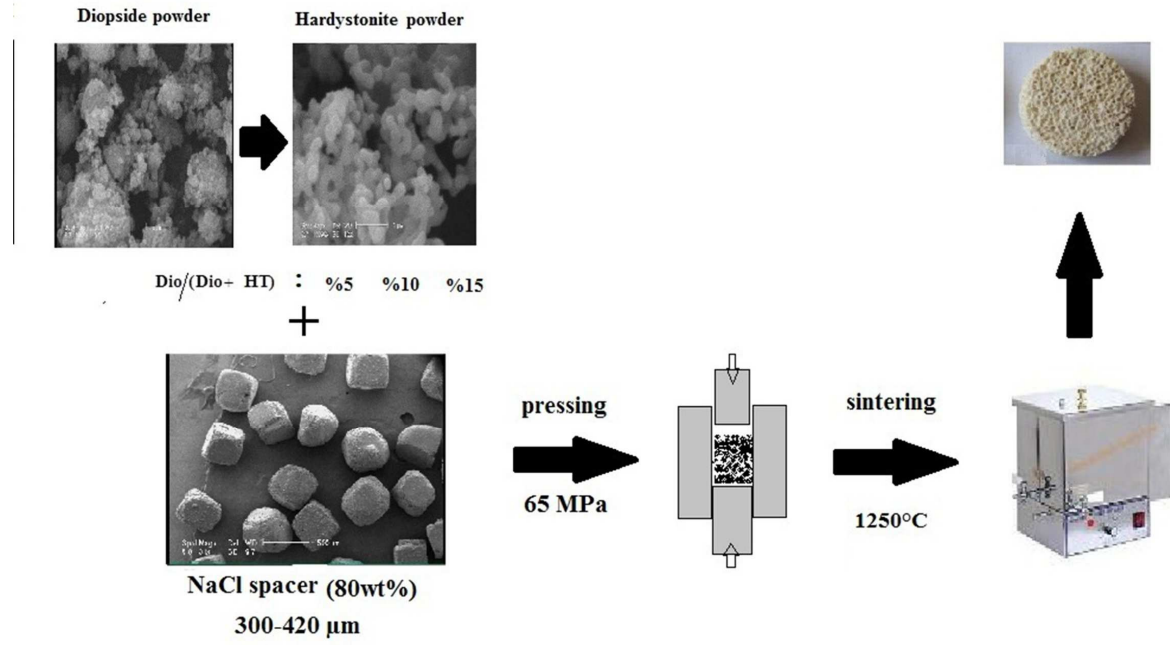 Diopside powder
Hardystonite powder
Dio/(Dio+ HT) : %5 %10 %15
+
NaCl spacer (80wt%)
300-420 µm
pressing
65 MPa
sintering
1250°C